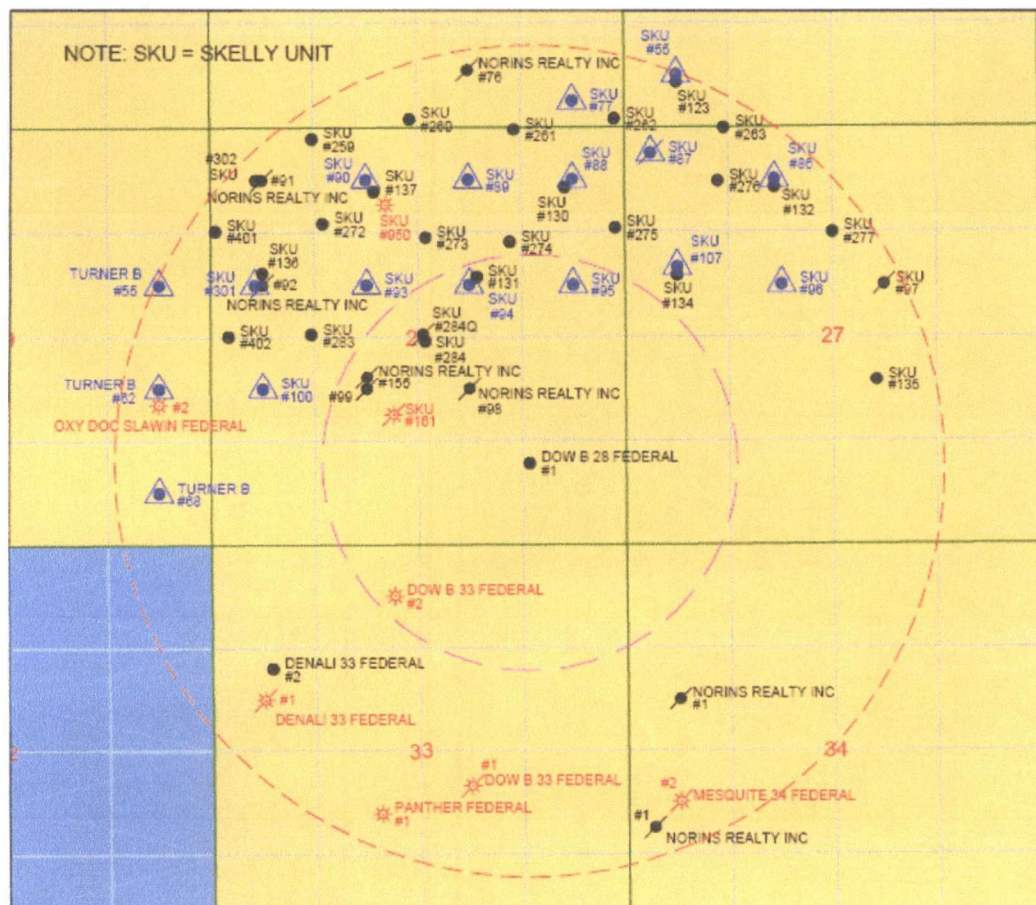 NOTE: SKU = SKELLY UNIT
SKU
#55
NORINS REALTY INC
#76
SKU
#77
SKU
#123
SKU
#260
SKU
#261
SKU
#262
SKU
#263
SKU
#259
#302
SKU
#91
NORINS REALTY INC
SKU
#90
SKU
#137
SKU
#89
SKU
#88
SKU
#87
SKU
#86
SKU
#130
SKU
#276
SKU
#132
SKU
#401
SKU
#272
SKU
#950
SKU
#273
SKU
#274
SKU
#275
SKU
#277
SKU
#136
TURNER B
#55
SKU
#301
#92
NORINS REALTY INC
SKU
#93
SKU
#131
SKU
#94
SKU
#95
SKU
#107
SKU
#134
SKU
#96
SKU
#97
SKU
#402
SKU
#283
2
SKU
#284Q
SKU
#284
27
NORINS REALTY INC
#156
#99
NORINS REALTY INC
#98
SKU
#135
TURNER B
#62
#2
OXY DOC SLAWIN FEDERAL
SKU
#100
SKU
#161
DOW B 28 FEDERAL
#1
TURNER B
#68
DOW B 33 FEDERAL
#2
DENALI 33 FEDERAL
#2
#1
DENALI 33 FEDERAL
NORINS REALTY INC
#1
2
33
34
#1
DOW B 33 FEDERAL
PANTHER FEDERAL
#1
#2
MESQUITE 34 FEDERAL
#1
NORINS REALTY INC